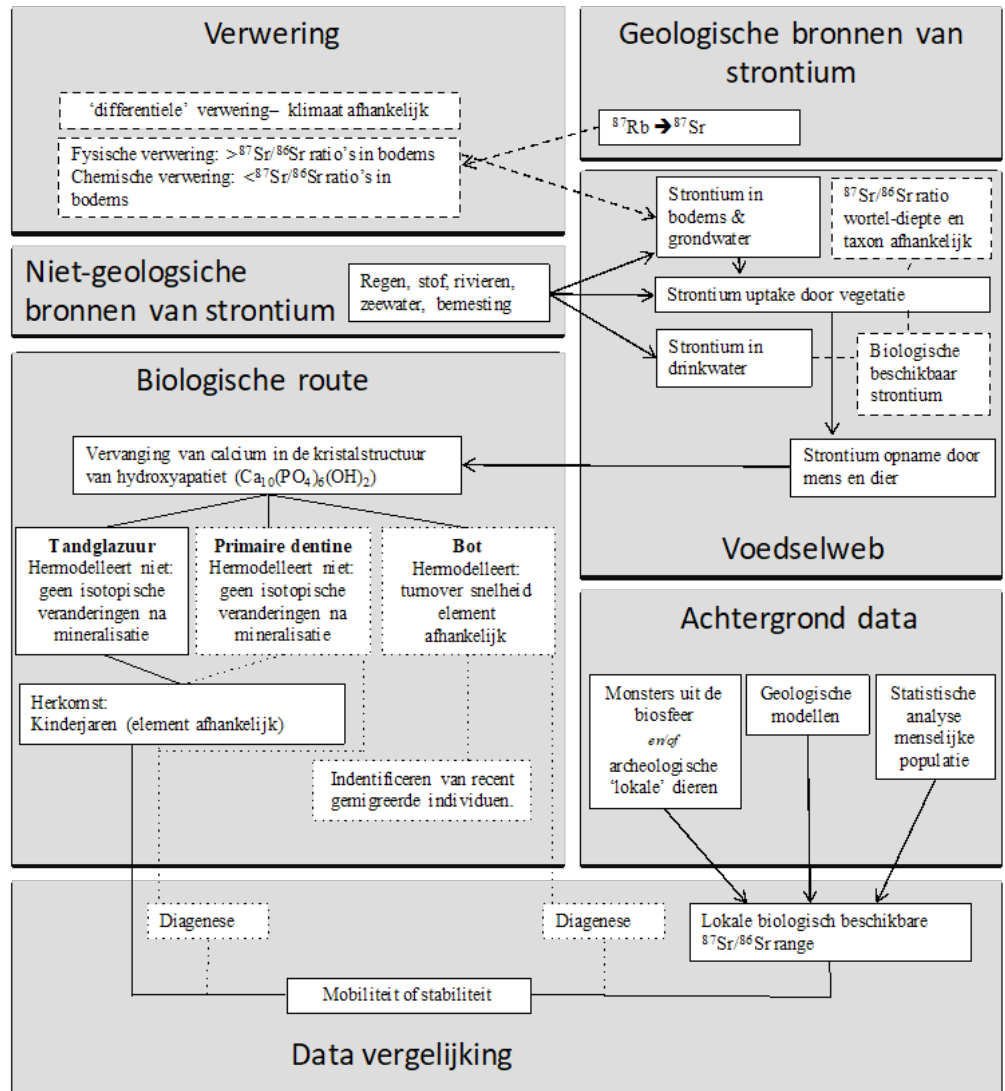 Verwering
‘differentiele’ verwering– klimaat afhankelijk
Fysische verwering: >⁸⁷Sr/⁸⁶Sr ratio’s in bodems
Chemische verwering: <⁸⁷Sr/⁸⁶Sr ratio’s in
bodems
Geologische bronnen van
strontium
⁸⁷Rb ➔ ⁸⁷Sr
Niet-geologsiche
bronnen van strontium
Regen, stof, rivieren,
zeewater, bemesting
Strontium in
bodems &
grondwater
⁸⁷Sr/⁸⁶Sr ratio
wortel-diepte en
taxon afhankelijk
Strontium uptake door vegetatie
Strontium in
drinkwater
Biologische
beschikbaar
strontium
Strontium opname door
mens en dier
Voedselweb
Biologische route
Vervanging van calcium in de kristalstructuur
van hydroxyapatiet (Ca₁₀(PO₄)₆(OH)₂)
Tandglazuur
Hermodelleert niet:
geen isotopische
veranderingen na
mineralisatie
Primaire dentine
Hermodelleert niet:
geen isotopische
veranderingen na
mineralisatie
Bot
Hermodelleert:
turnover snelheid
element
afhankelijk
Herkomst:
Kinderjaren (element afhankelijk)
Indentificeren van recent
gemigreerde individuen.
Achtergrond data
Monsters uit de
biosfeer
en/of
archeologische
‘lokale’ dieren
Geologische
modellen
Statistische
analyse
menselijke
populatie
Diagenese
Diagenese
Lokale biologisch beschikbare
⁸⁷Sr/⁸⁶Sr range
Mobiliteit of stabiliteit
Data vergelijking